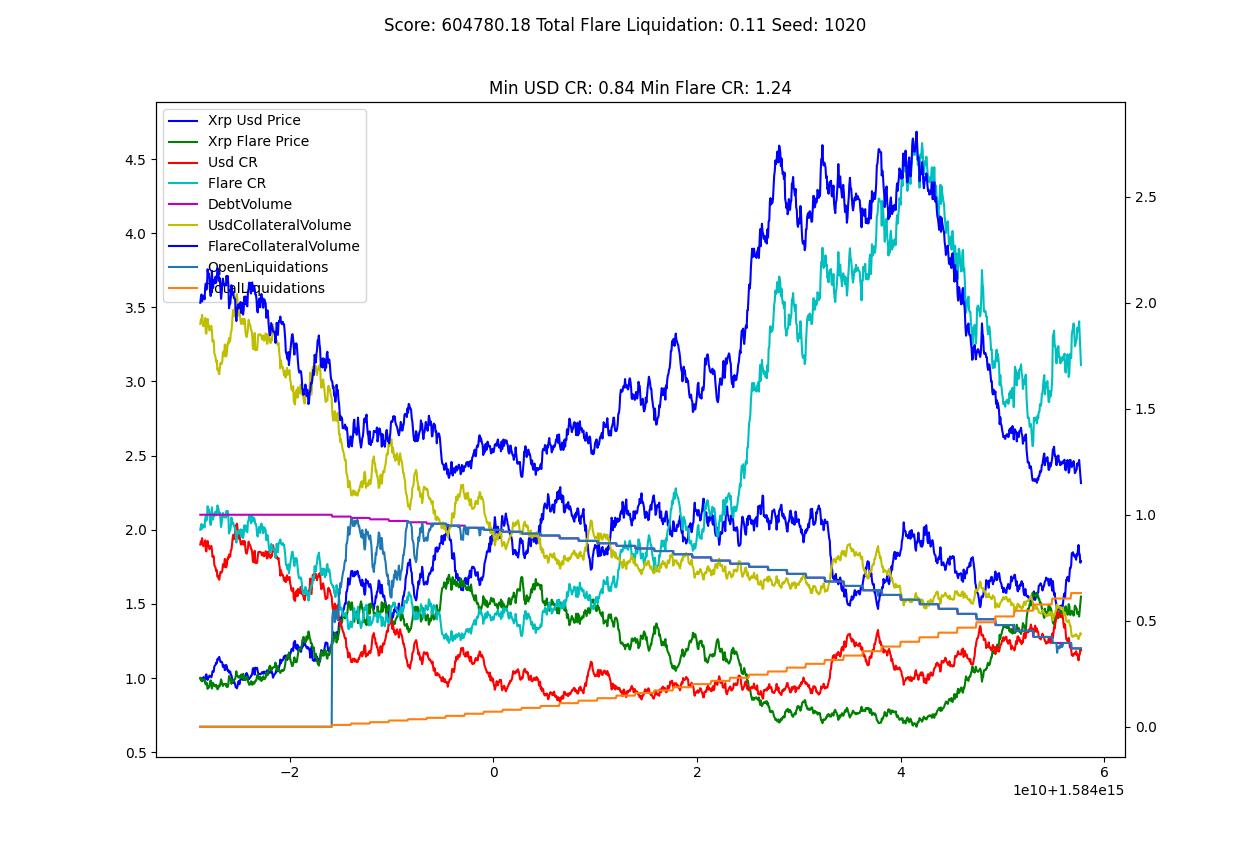 Score: 604780.18 Total Flare Liquidation: 0.11 Seed: 1020
Min USD CR: 0.84 Min Flare CR: 1.24
Xrp Usd Price
Xrp Flare Price
Usd CR
Flare CR
DebtVolume
UsdCollateralVolume
FlareCollateralVolume
OpenLiquidations
TotalLiquidations
4.5
4.0
3.5
3.0
2.5
2.0
1.5
1.0
0.5
2.5
2.0
1.5
1.0
0.5
0.0
−2
0
2
4
6
1e10+1.584e15